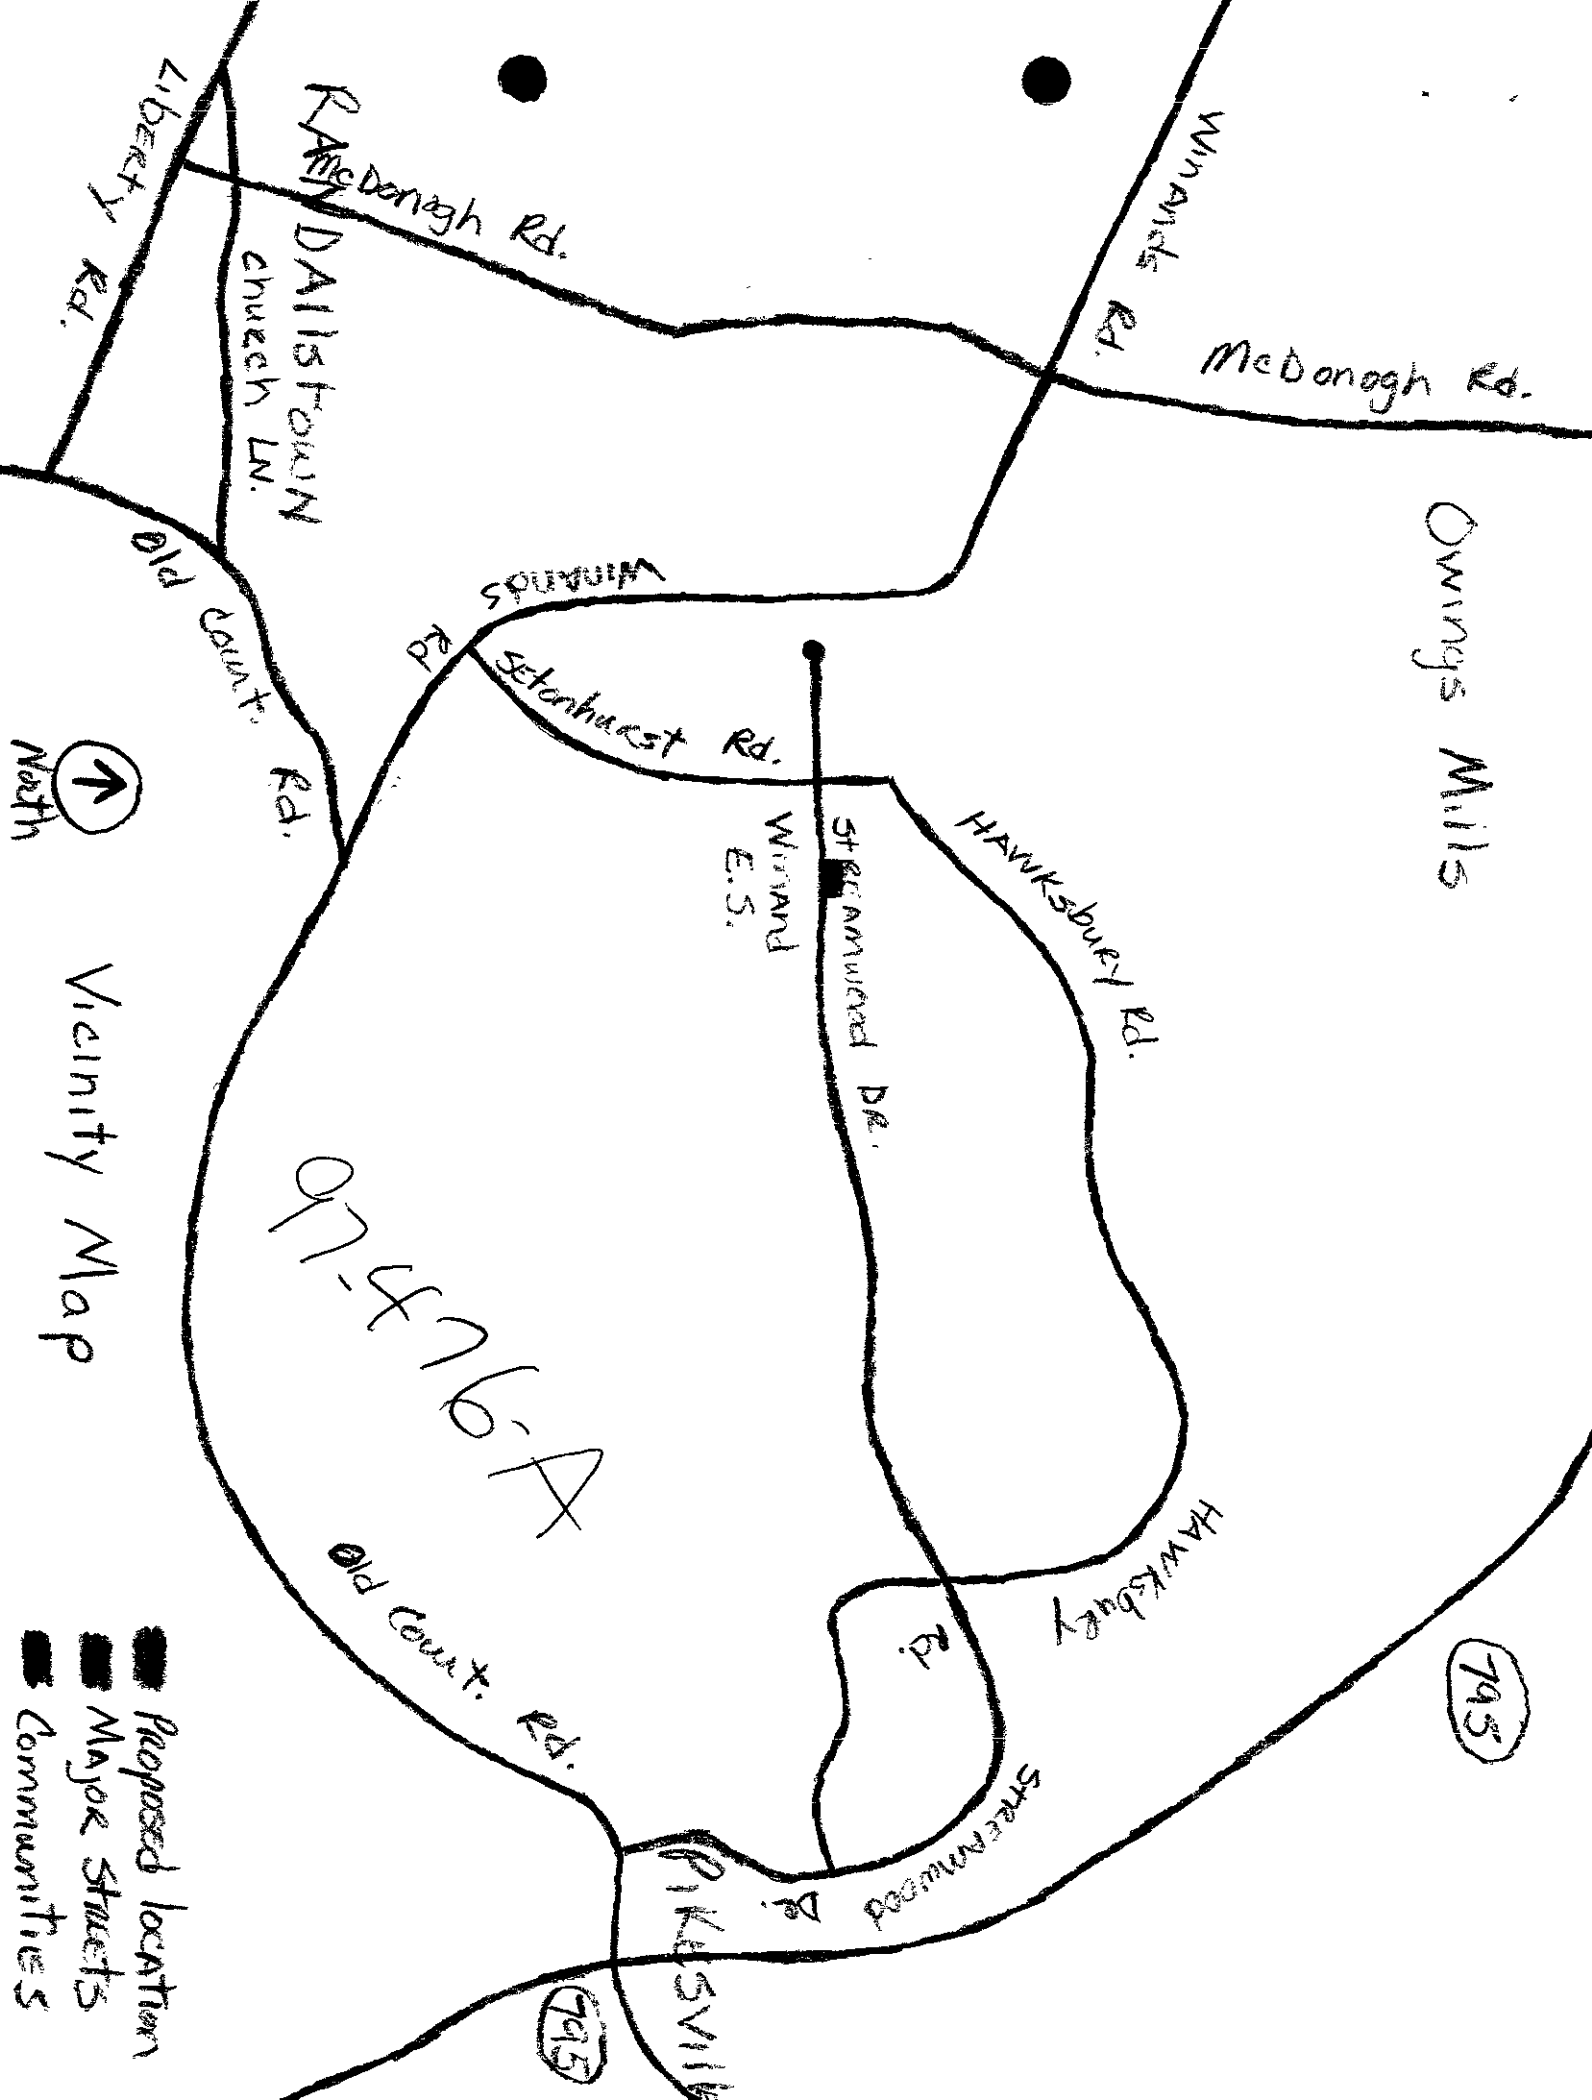 Owings Mills
795
McDonogh Rd.
Winands Rd.
HAWKsbury Rd.
HAWKsbury
Rd.
StREAmwood DR.
Winand
E.S.
StREAmwood
DR.
Setonhurst Rd.
Winands
Rd
McDonogh Rd.
RANDAllstowN
Church LN.
LibERty Rd.
Old Court. Rd.
97-476-A
Old Court. Rd.
PIKESVIllE
795
North
Vicinity Map
Proposed location
Major Streets
Communities